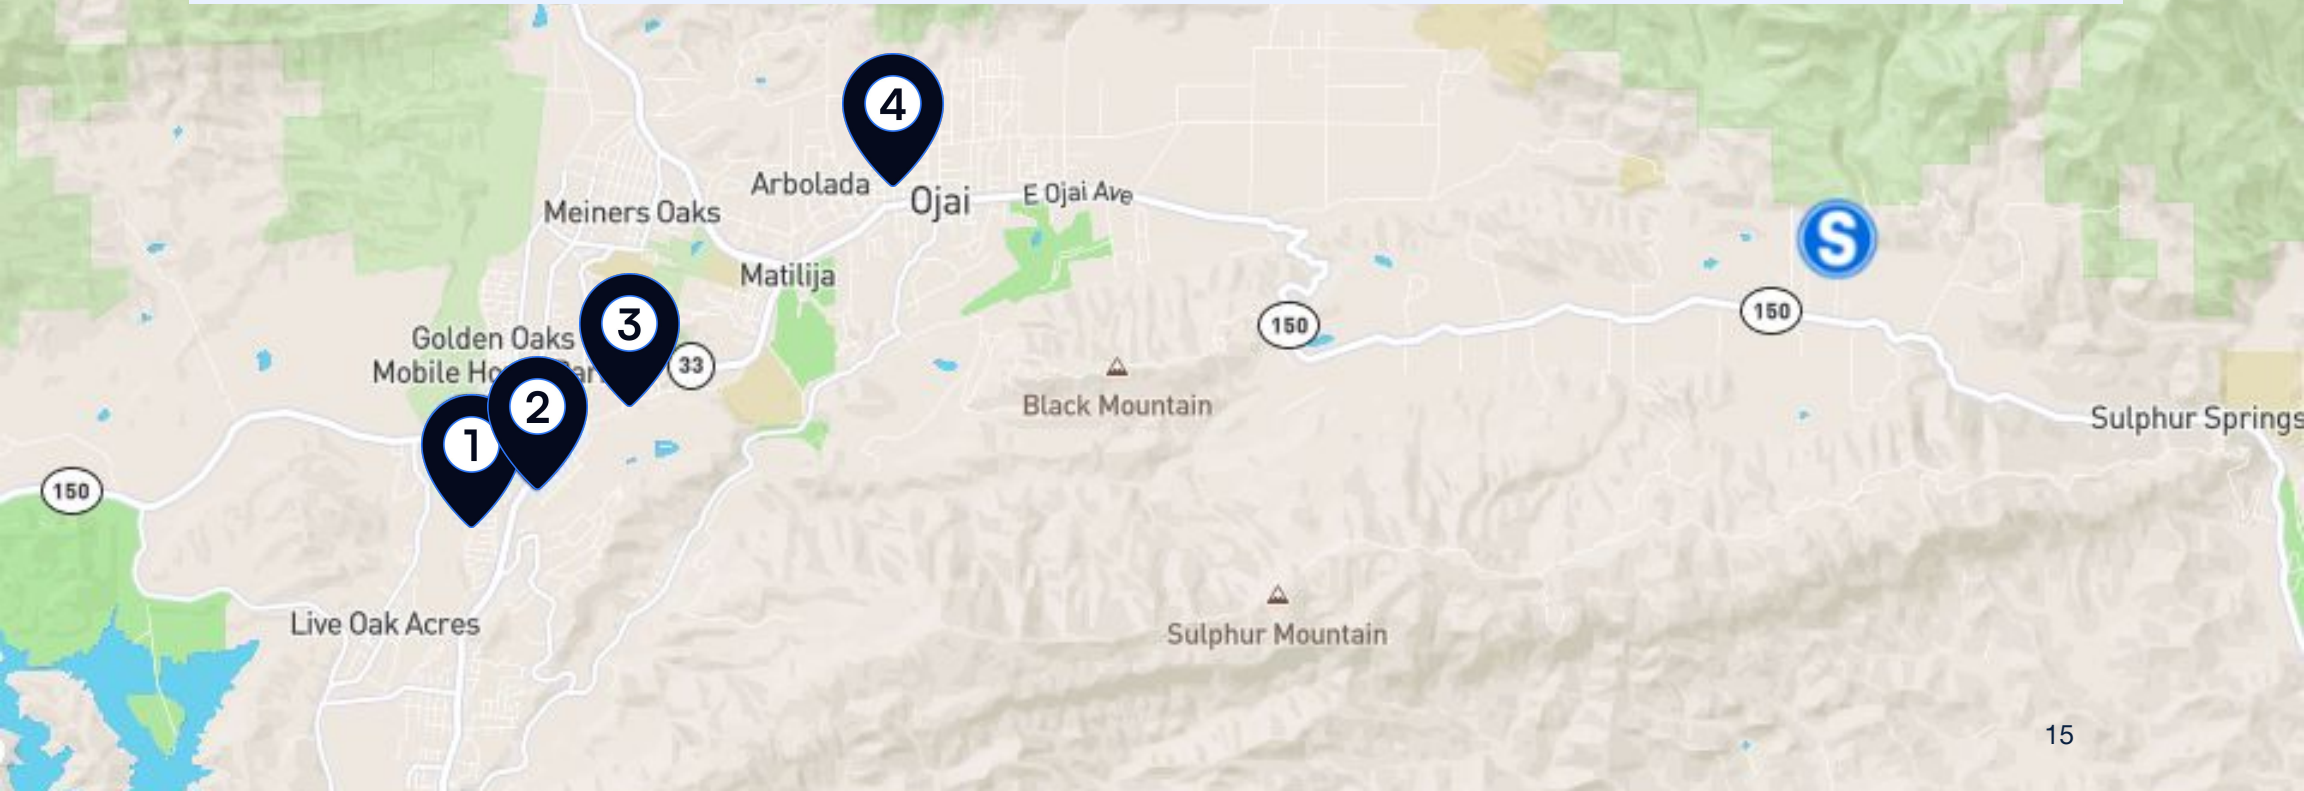 4
Arbolada
Ojai
E Ojai Ave
Meiners Oaks
S
Matilija
3
150
150
Golden Oaks
33
Mobile Ho
ar
2
Black Mountain
Sulphur Springs
1
150
Live Oak Acres
Sulphur Mountain
15